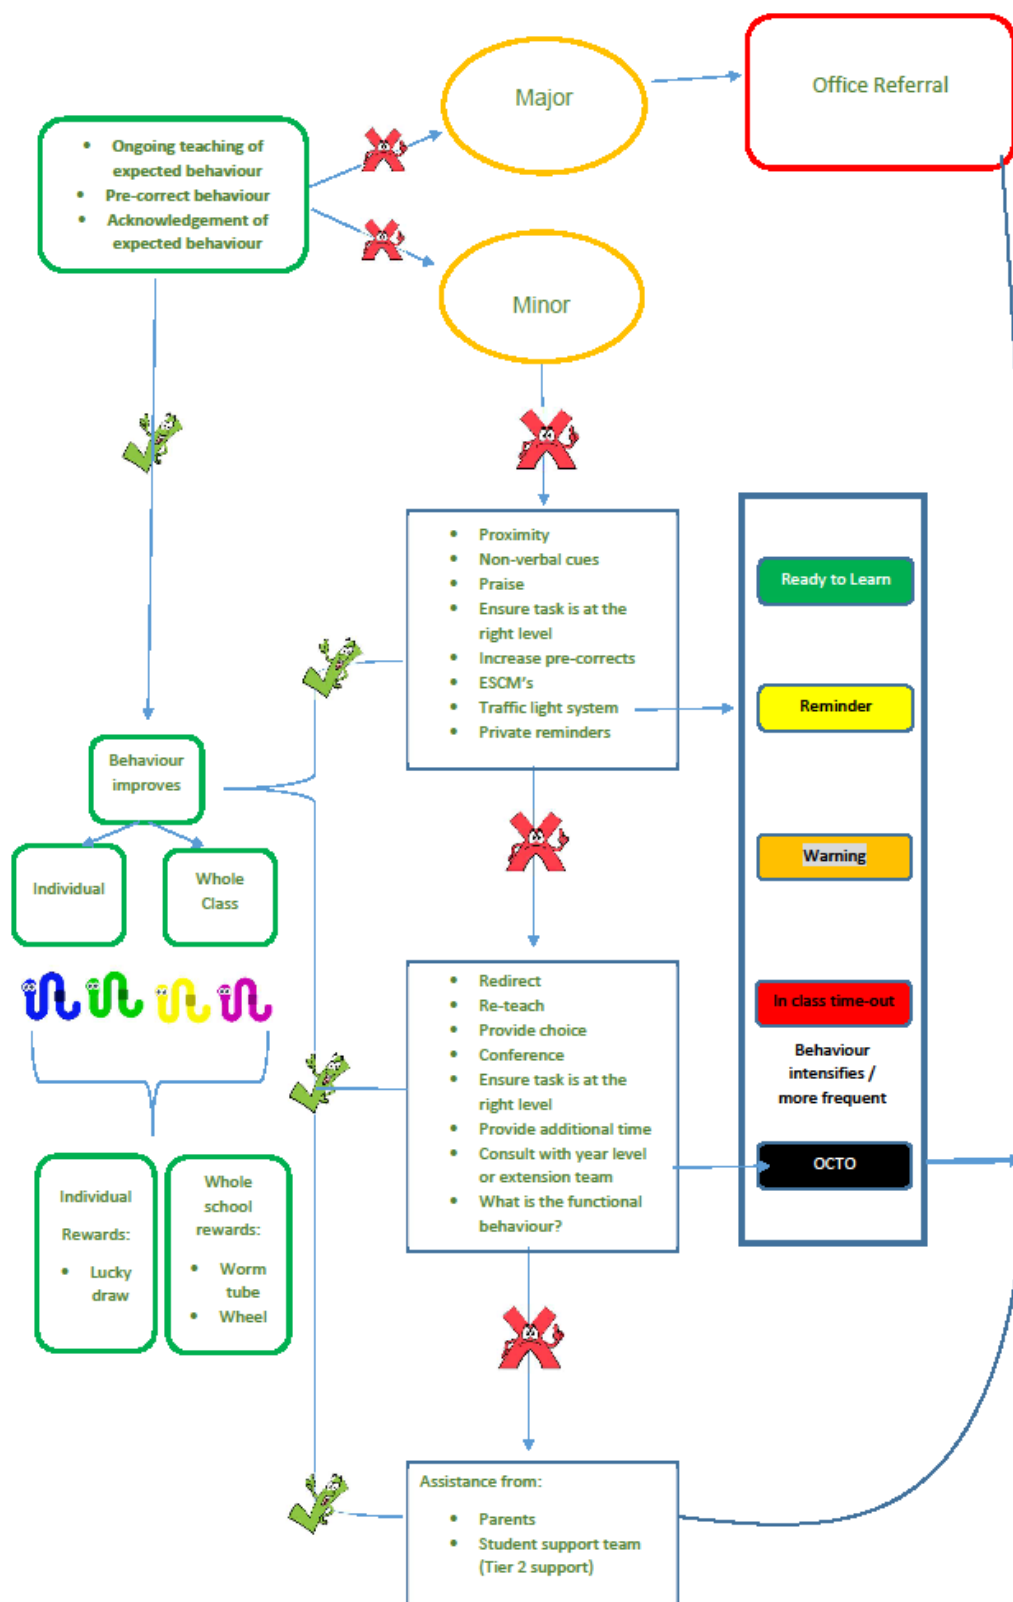 Major
Office Referral
• Ongoing teaching of
expected behaviour
• Pre-correct behaviour
• Acknowledgement of
expected behaviour
Minor
• Proximity
• Non-verbal cues
• Praise
• Ensure task is at the
right level
• Increase pre-corrects
• ESCM's
• Traffic light system
• Private reminders
Ready to Learn
Reminder
Warning
In class time-out
Behaviour
intensifies /
more frequent
OCTO
Behaviour
improves
Individual
Whole
Class
• Redirect
• Re-teach
• Provide choice
• Conference
• Ensure task is at the
right level
• Provide additional time
• Consult with year level
or extension team
• What is the functional
behaviour?
Individual
Rewards:
• Lucky
draw
Whole
school
rewards:
• Worm
tube
• Wheel
Assistance from:
• Parents
• Student support team
(Tier 2 support)